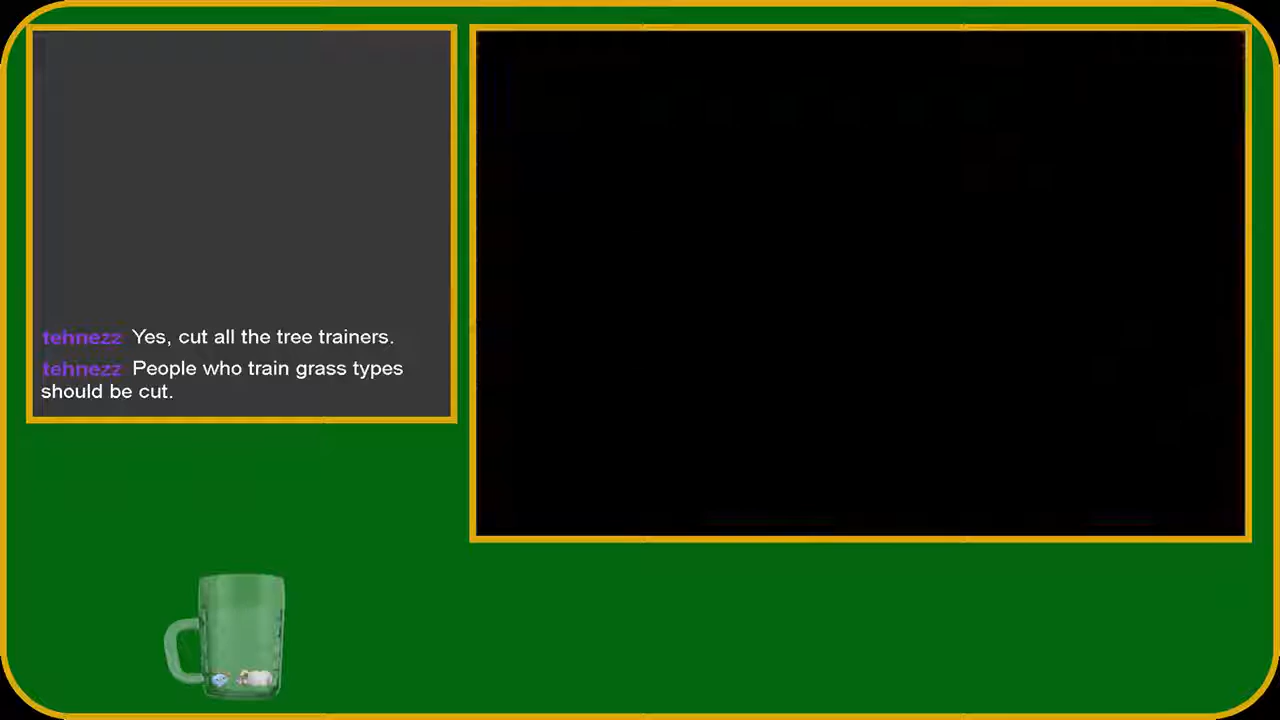 tehnezz Yes, cut all the tree trainers.
tehnezz People who train grass types
should be cut.